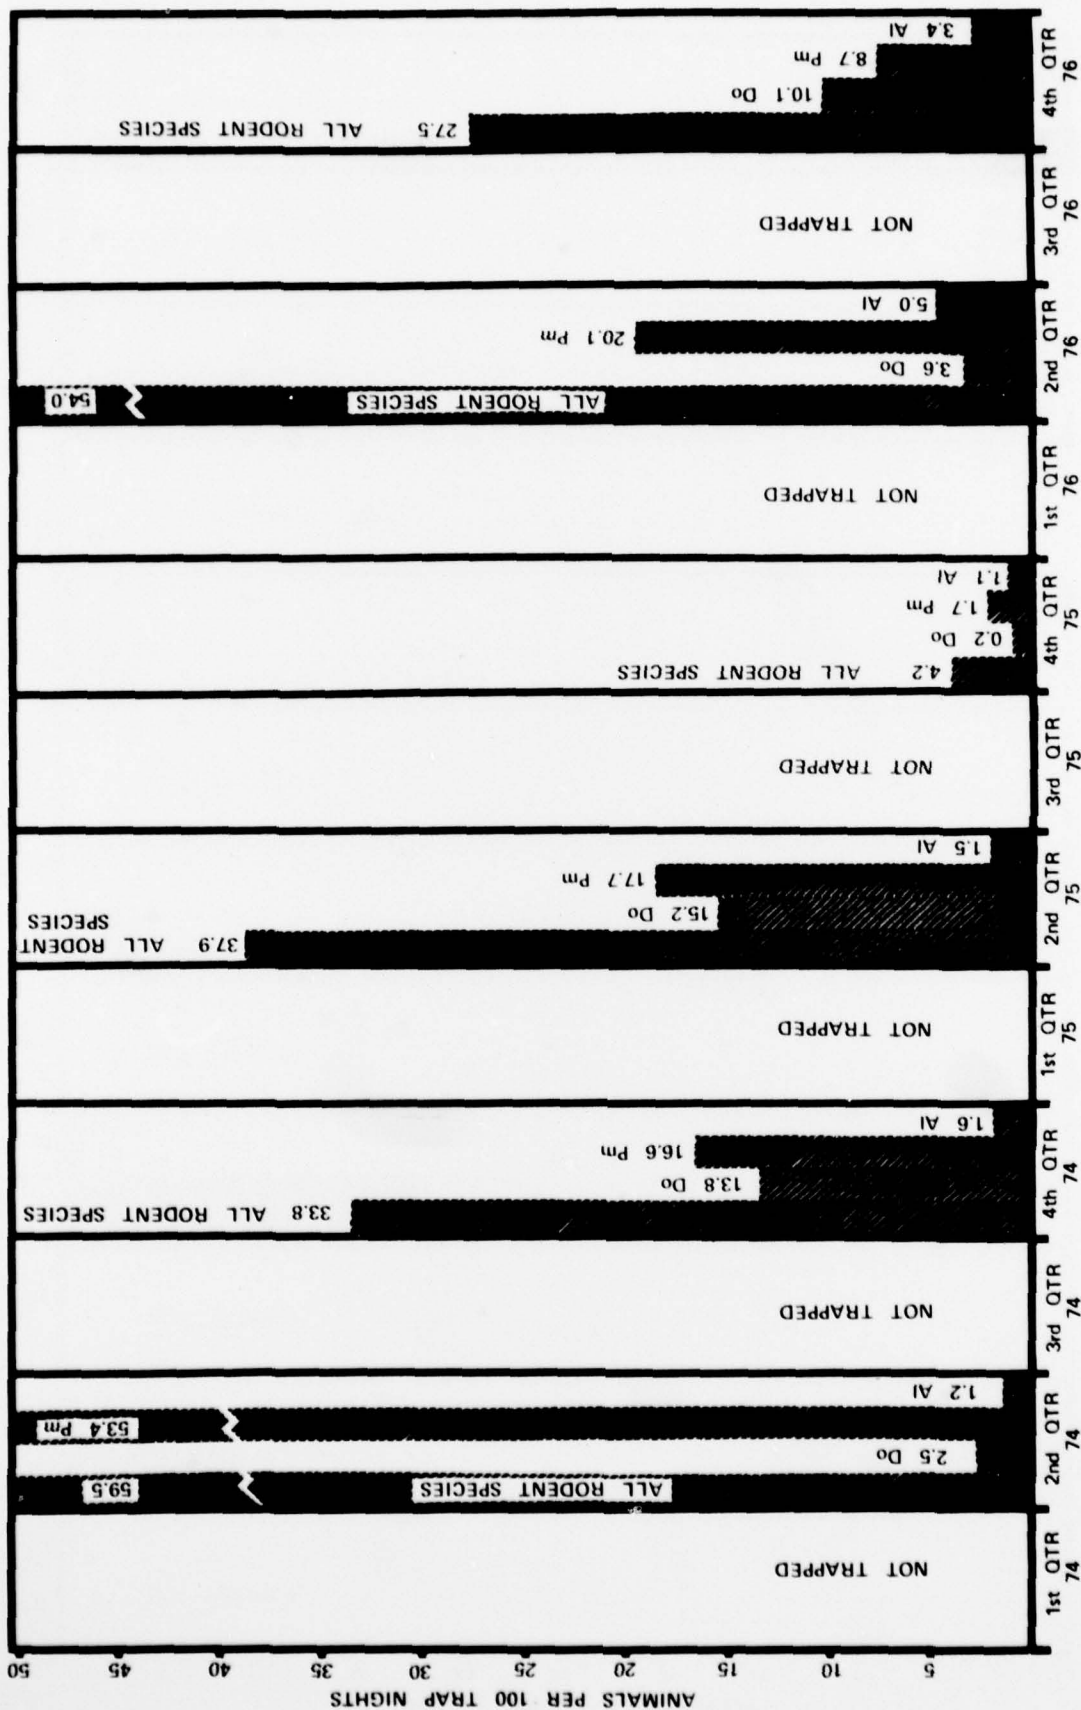 ANIMALS PER 100 TRAP NIGHTS
50
45
40
35
30
25
20
15
10
5
NOT TRAPPED
1st QTR
74
59.5
ALL RODENT SPECIES
2.5 Do
53.4 Pm
1.2 Al
2nd QTR
74
NOT TRAPPED
3rd QTR
74
33.8 ALL RODENT SPECIES
13.8 Do
16.6 Pm
1.6 Al
4th QTR
74
NOT TRAPPED
1st QTR
75
37.9 ALL RODENT
SPECIES
15.2 Do
17.7 Pm
1.5 Al
2nd QTR
75
NOT TRAPPED
3rd QTR
75
4.2 ALL RODENT SPECIES
0.2 Do
1.7 Pm
1.1 Al
4th QTR
75
NOT TRAPPED
1st QTR
76
54.0
ALL RODENT SPECIES
3.6 Do
20.1 Pm
5.0 Al
2nd QTR
76
NOT TRAPPED
3rd QTR
76
27.5 ALL RODENT SPECIES
10.1 Do
8.7 Pm
3.4 Al
4th QTR
76